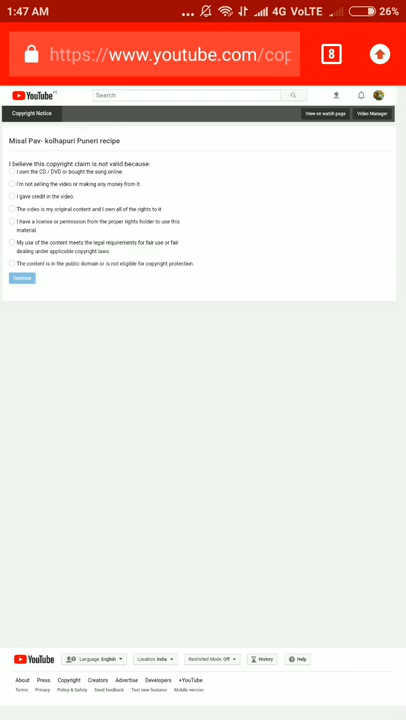 1:47 AM ... 4G VoLTE 26%
https://www.youtube.com/cop 8
YouTube IN Search
Copyright Notice View on watch page Video Manager
Misal Pav- kolhapuri Puneri recipe
I believe this copyright claim is not valid because:
I own the CD / DVD or bought the song online.
I'm not selling the video or making any money from it.
I gave credit in the video.
The video is my original content and I own all of the rights to it.
I have a license or permission from the proper rights holder to use this
material.
My use of the content meets the legal requirements for fair use or fair
dealing under applicable copyright laws.
The content is in the public domain or is not eligible for copyright protection.
Continue
YouTube Language: English Location: India Restricted Mode: Off History Help
About Press Copyright Creators Advertise Developers +YouTube
Terms Privacy Policy & Safety Send feedback Test new features Mobile version